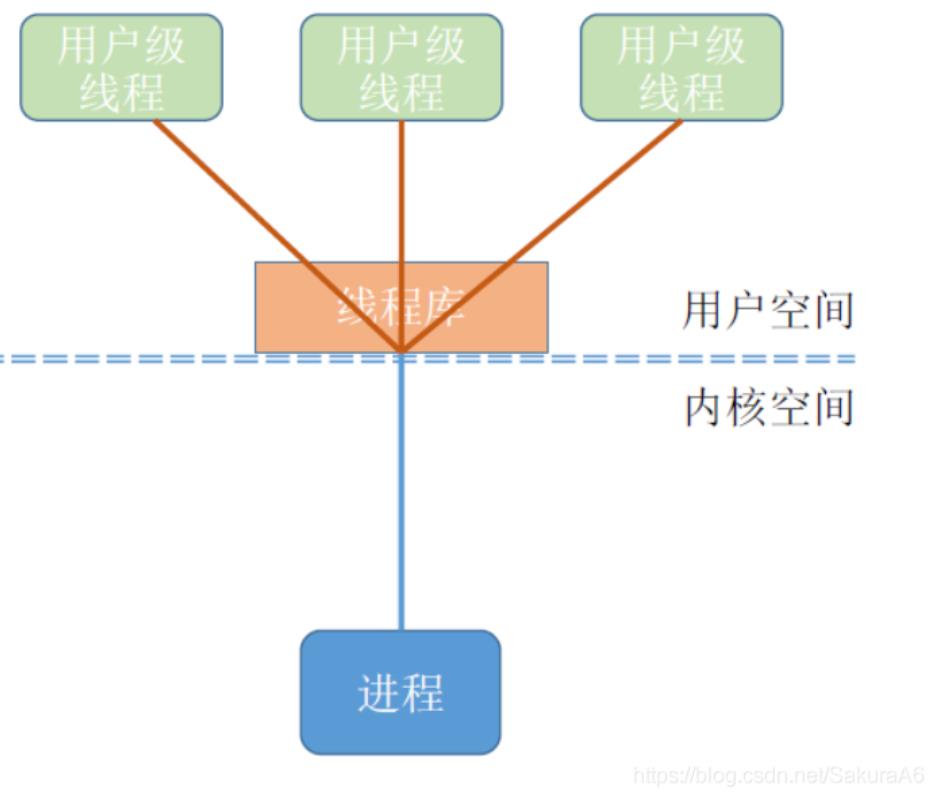 用户级
线程
用户级
线程
用户级
线程
线程库
用户空间
内核空间
进程
https://blog.csdn.net/SakuraA6